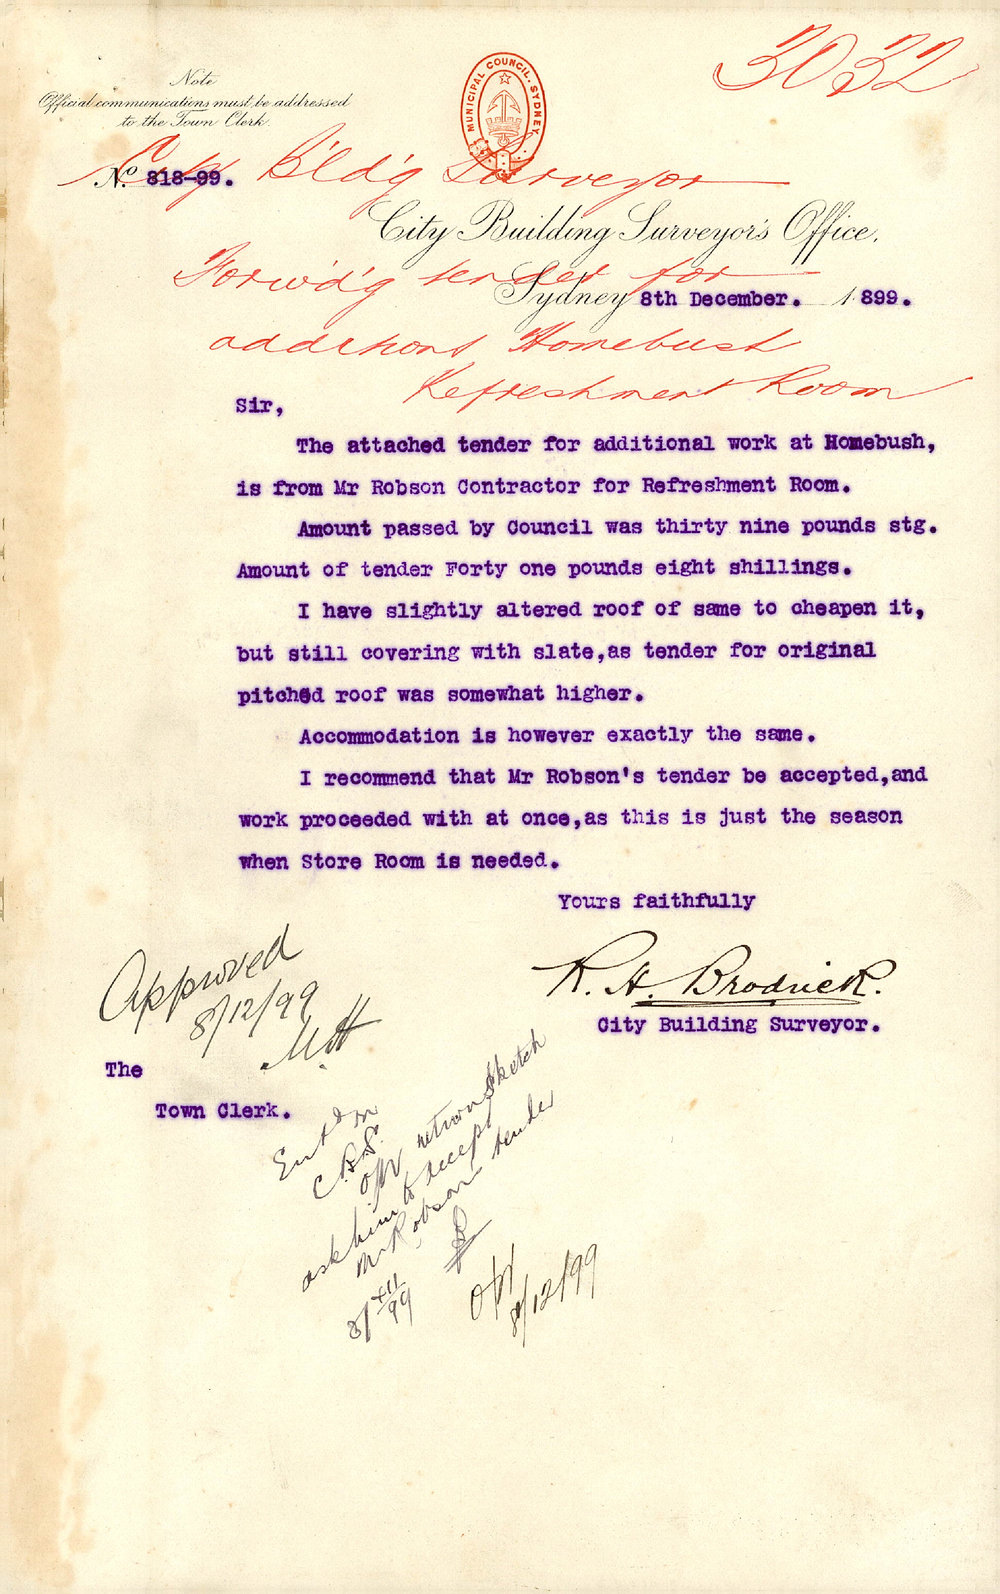 3032
Note
Official communications must be addressed
to the Town Clerk.
MUNICIPAL COUNCIL. SYDNEY.
City B'ld'g Surveyor
No. 818-99.
City Building Surveyor's Office,
Forw'd'g tender for
Sydney 8th December. 1899.
additions Homebush
Refreshment Room
Sir,
The attached tender for additional work at Homebush,
is from Mr Robson Contractor for Refreshment Room.
Amount passed by Council was thirty nine pounds stg.
Amount of tender Forty one pounds eight shillings.
I have slightly altered roof of same to cheapen it,
but still covering with slate,as tender for original
pitched roof was somewhat higher.
Accommodation is however exactly the same.
I recommend that Mr Robson's tender be accepted,and
work proceeded with at once,as this is just the season
when Store Room is needed.
Yours faithfully
R. H. Brodrick.
City Building Surveyor.
Approved
8/12/99
The
Town Clerk.
Entd in
C.B.S.
return sketch
ask him to accept
Mr Robson tender
8/XII/99
8/12/99